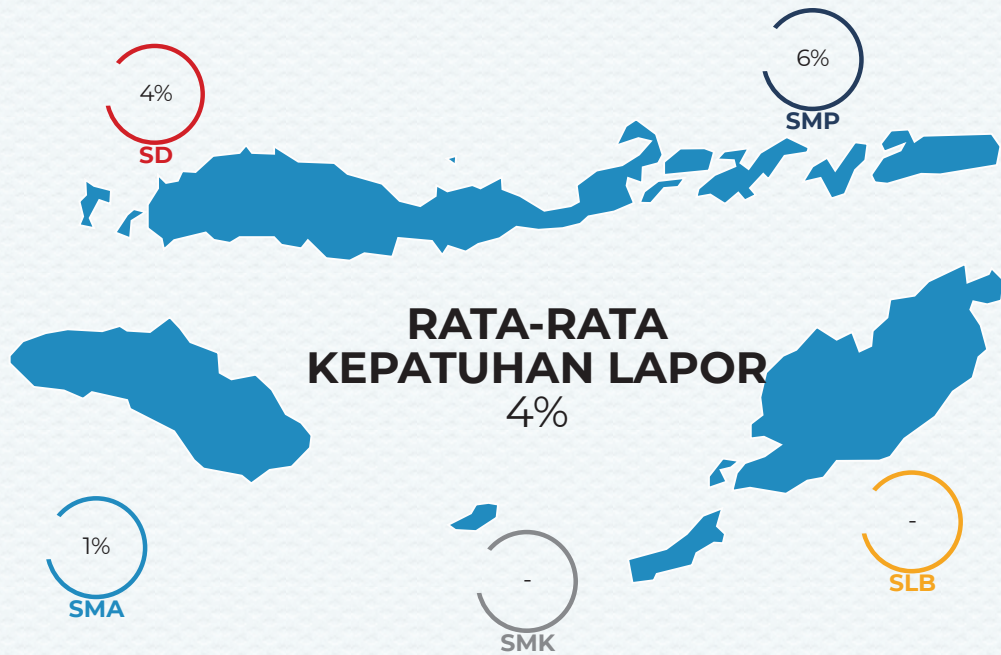 4%
SD
6%
SMP
RATA-RATA
KEPATUHAN LAPOR
4%
1%
SMA
-
SMK
-
SLB